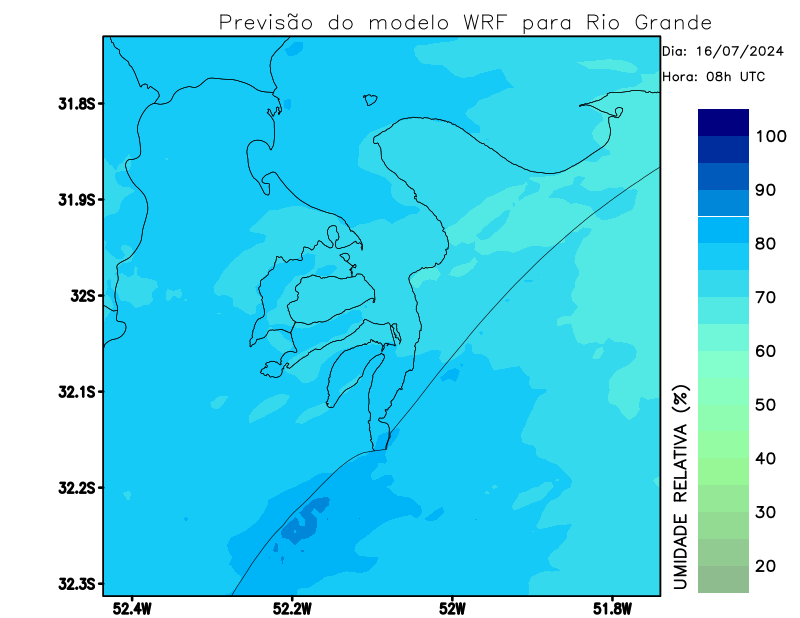 Previsão do modelo WRF para Rio Grande
Dia: 16/07/2024
Hora: 08h UTC
31.8S
31.9S
32S
32.1S
32.2S
32.3S
52.4W
52.2W
52W
51.8W
100
90
80
70
60
50
40
30
20
UMIDADE RELATIVA (%)